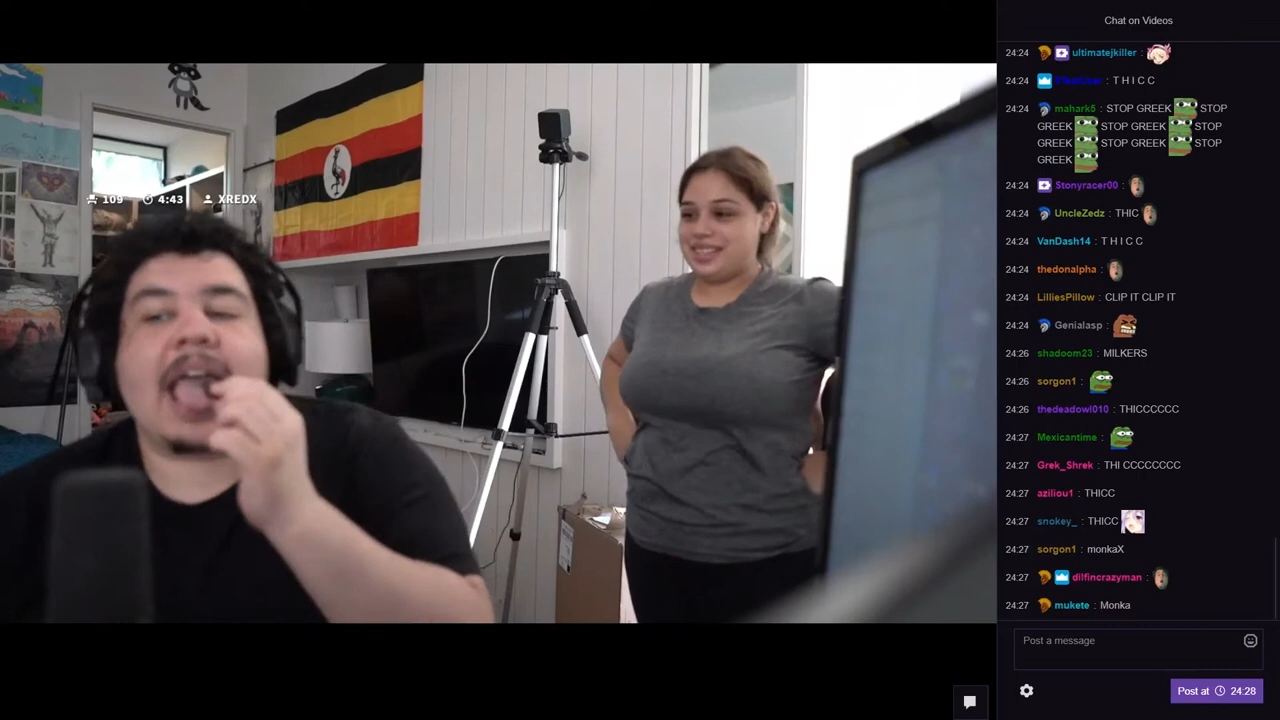 Chat on Videos
24:24 ultimatejkiller :
24:24 : T H I C C
24:24 mahark5 : STOP GREEK STOP
GREEK STOP GREEK STOP
GREEK STOP GREEK STOP
GREEK
24:24 Stonyracer00 :
24:24 UncleZedz : THIC
24:24 VanDash14 : T H I C C
24:24 thedonalpha :
24:24 LilliesPillow : CLIP IT CLIP IT
24:24 Genialasp :
24:26 shadoom23 : MILKERS
24:26 sorgon1 :
24:26 thedeadowl010 : THICCCCCC
24:27 Mexicantime :
24:27 Grek_Shrek : THI CCCCCCCC
24:27 aziliou1 : THICC
24:27 snokey_ : THICC
24:27 sorgon1 : monkaX
24:27 dilfincrazyman :
24:27 mukete : Monka
Post a message
Post at 24:28
109 4:43 XREDX